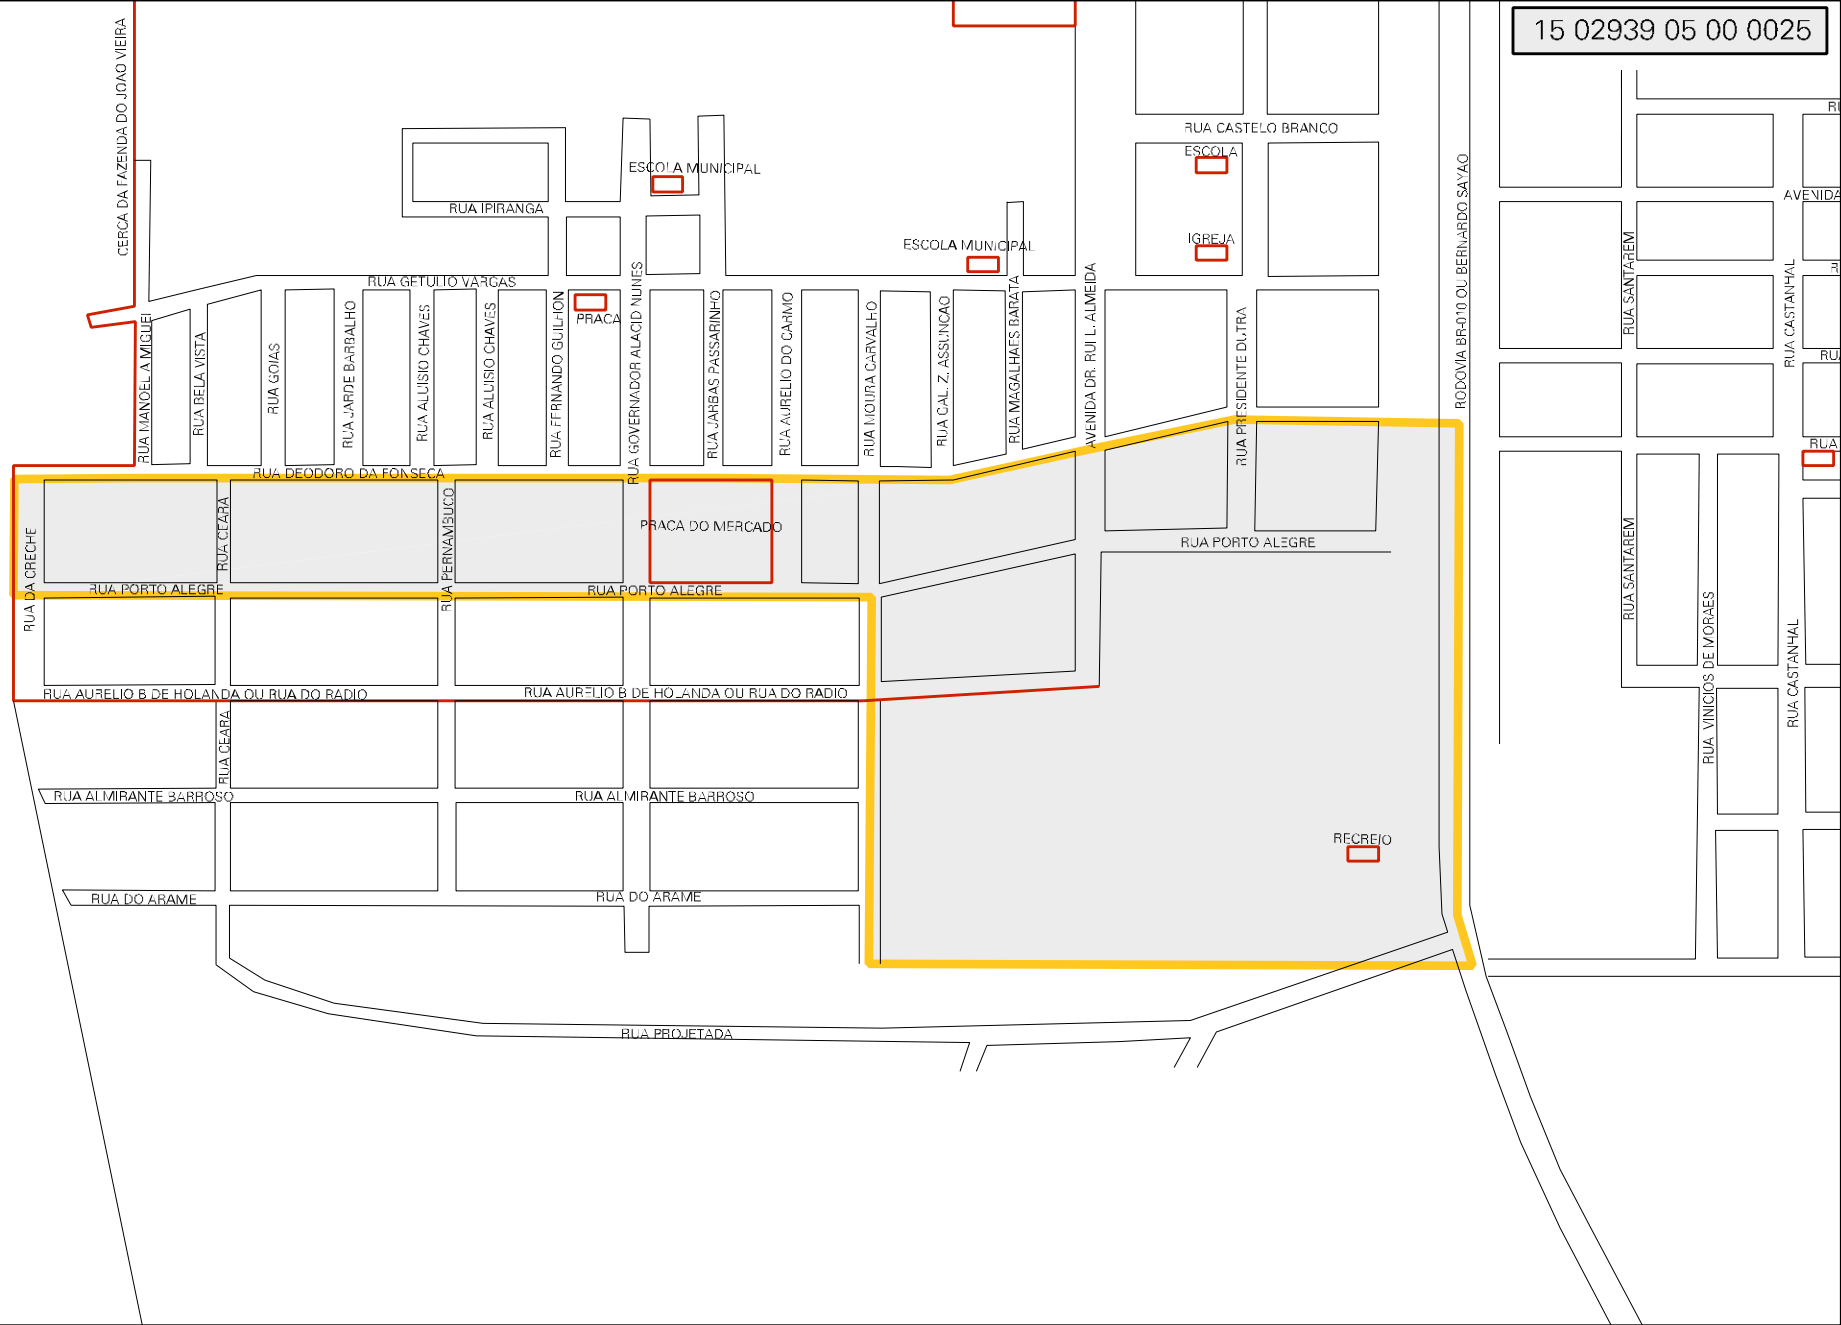 15 02939 05 00 0025
CERCA DA FAZENDA DO JOAO VIEIRA
RUA CASTELO BRANCO
ESCOLA
ESCOLA MUNICIPAL
RUA IPIRANGA
AVENIDA
IGREJA
ESCOLA MUNICIPAL
RUA GETULIO VARGAS
PRACA
RODOVIA BR-010 OU BERNARDO SAYAO
RUA SANTAREM
RUA CASTANHAL
RUA MANOEL A MIGUEL
RUA BELA VISTA
RUA GOIAS
RUA JARDE BARBALHO
RUA ALUISIO CHAVES
RUA ALUISIO CHAVES
RUA FERNANDO GUILHON
RUA GOVERNADOR ALACID NUNES
RUA JARBAS PASSARINHO
RUA AURELIO DO CARMO
RUA MOURA CARVALHO
RUA GAL. Z. ASSUNCAO
RUA MAGALHAES BARATA
AVENIDA DR. RUI L. ALMEIDA
RUA PRESIDENTE DUTRA
RUA
RUA DEODORO DA FONSECA
PRACA DO MERCADO
RUA DA CRECHE
RUA CEARA
RUA PERNAMBUCO
RUA PORTO ALEGRE
RUA PORTO ALEGRE
RUA PORTO ALEGRE
RUA SANTAREM
RUA VINICIOS DE MORAES
RUA CASTANHAL
RUA AURELIO B DE HOLANDA OU RUA DO RADIO
RUA AURELIO B DE HOLANDA OU RUA DO RADIO
RUA CEARA
RUA ALMIRANTE BARROSO
RUA ALMIRANTE BARROSO
RECREIO
RUA DO ARAME
RUA DO ARAME
RUA PROJETADA